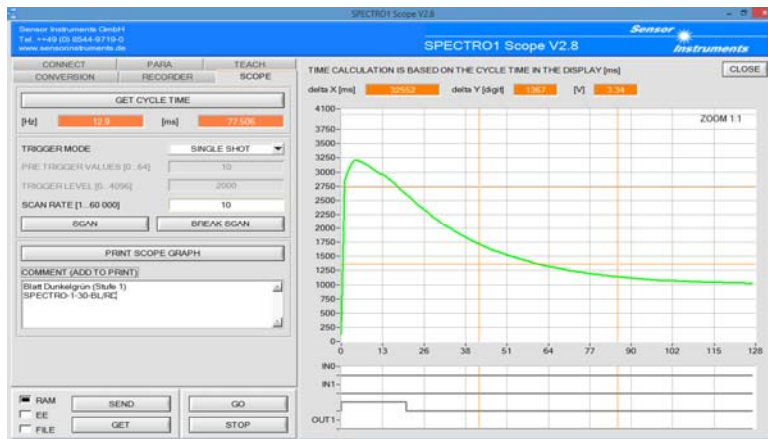 SPECTRO1 Scope V2.8
Sensor Instruments GmbH
Tel. ++49 (0) 8544-9719-0
www.sensorinstruments.de
SPECTRO1 Scope V2.8
Sensor
Instruments
CONNECT PARA TEACH
CONVERSION RECORDER SCOPE
GET CYCLE TIME
[Hz] 12.9 [ms] 77.506
TRIGGER MODE SINGLE SHOT
PRE TRIGGER VALUES [0..64] 10
TRIGGER LEVEL [0..4096] 2000
SCAN RATE [1...60 000] 10
SCAN BREAK SCAN
PRINT SCOPE GRAPH
COMMENT (ADD TO PRINT)
Blatt Dunkelgrün (Stufe 1)
SPECTRO-1-30-BL/RE
RAM
EE
FILE
SEND GO
GET STOP
TIME CALCULATION IS BASED ON THE CYCLE TIME IN THE DISPLAY [ms]
CLOSE
delta X [ms] 32552 delta Y [digit] 1367 [V] 3.34
ZOOM 1:1
4100
3750
3500
3250
3000
2750
2500
2250
2000
1750
1500
1250
1000
750
500
250
0
0 13 26 38 51 64 77 90 102 115 128
IN0
IN1
OUT1